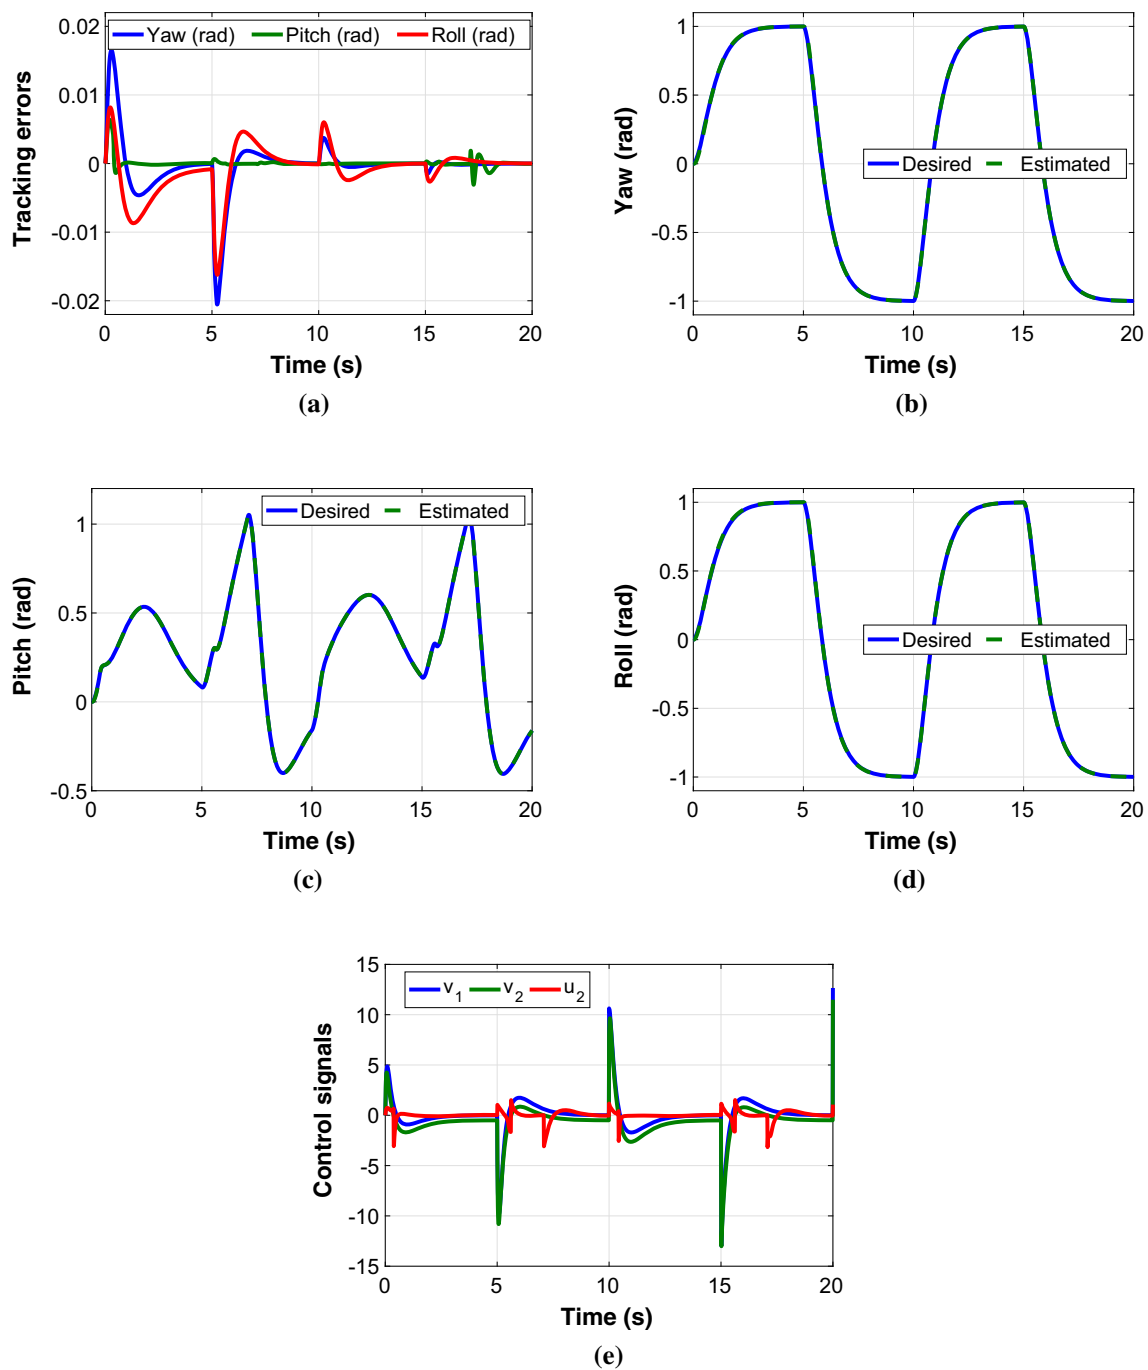 Tracking errors
0.02
0.01
0
-0.01
-0.02
Yaw (rad) Pitch (rad) Roll (rad)
0 5 10 15 20
Time (s)
(a)
Yaw (rad)
1
0.5
0
-0.5
-1
Desired Estimated
0 5 10 15 20
Time (s)
(b)
Pitch (rad)
1
0.5
0
-0.5
Desired Estimated
0 5 10 15 20
Time (s)
(c)
Roll (rad)
1
0.5
0
-0.5
-1
Desired Estimated
0 5 10 15 20
Time (s)
(d)
Control signals
15
10
5
0
-5
-10
-15
v1 v2 u2
0 5 10 15 20
Time (s)
(e)